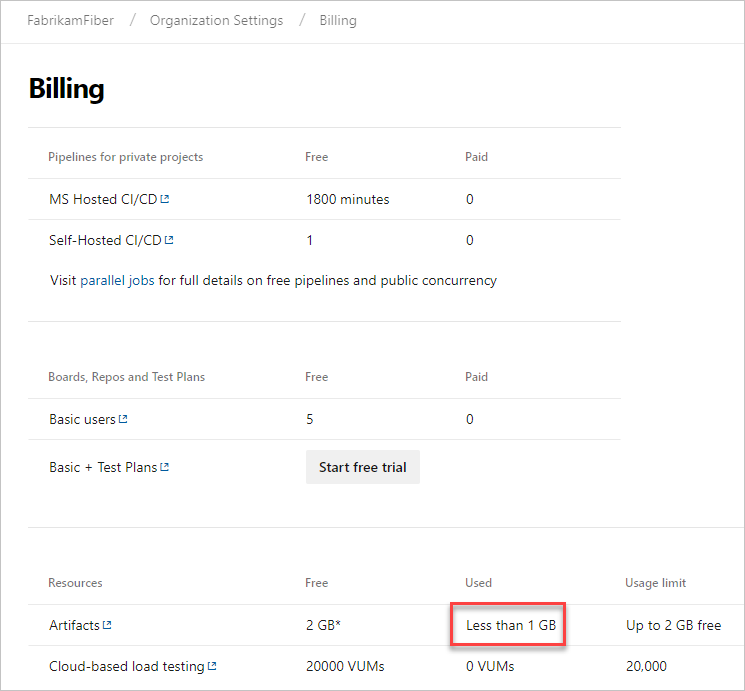 FabrikamFiber / Organization Settings / Billing
Billing
Pipelines for private projects Free Paid
MS Hosted CI/CD 1800 minutes 0
Self-Hosted CI/CD 1 0
Visit parallel jobs for full details on free pipelines and public concurrency
Boards, Repos and Test Plans Free Paid
Basic users 5 0
Basic + Test Plans Start free trial
Resources Free Used Usage limit
Artifacts 2 GB* Less than 1 GB Up to 2 GB free
Cloud-based load testing 20000 VUMs 0 VUMs 20,000